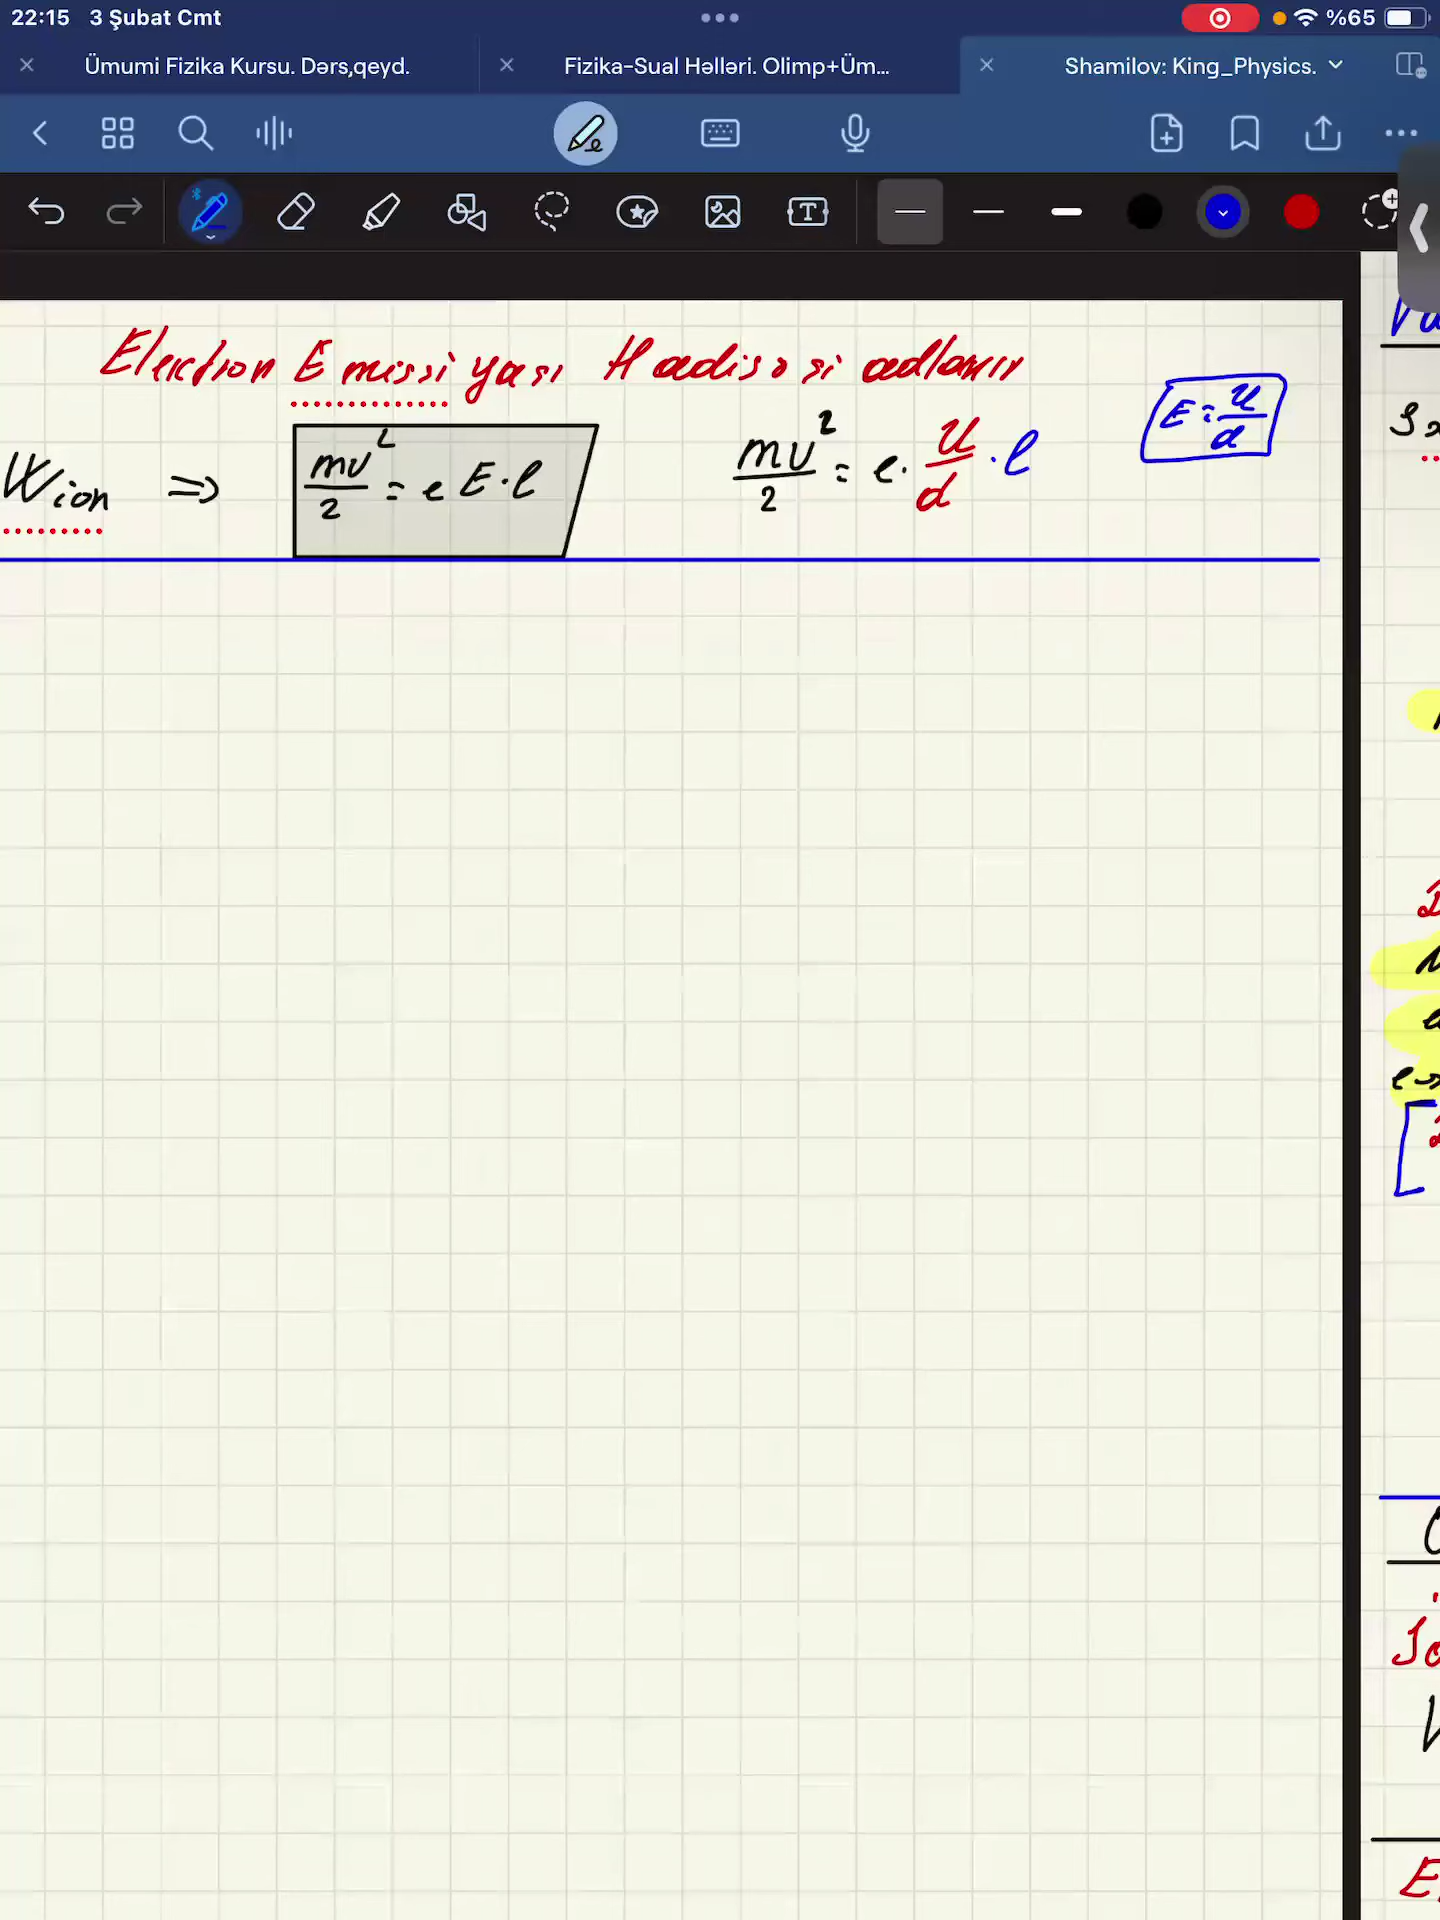 22:15 3 Şubat Cmt %65
Ümumi Fizika Kursu. Dərs,qeyd. Fizika-Sual Həlləri. Olimp+Üm... Shamilov: King_Physics.
Electron Emissiyası Hadisəsi adlanır
Wion ⇒ mv²/2 = e E·l mv²/2 = e·U/d·l E=U/d